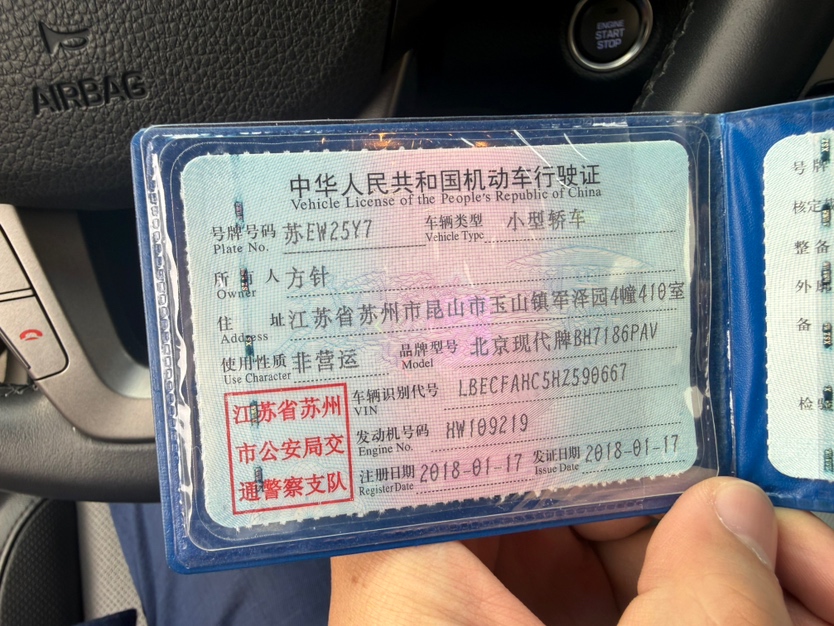 AIRBAG
ENGINE
START
STOP
中华人民共和国机动车行驶证
Vehicle License of the People's Republic of China
号牌号码 苏EW25Y7 车辆类型 小型轿车
Plate No. Vehicle Type
所有人 方针
Owner
住址 江苏省苏州市昆山市玉山镇军泽园4幢410室
Address
使用性质 非营运 品牌型号 北京现代牌BH7186PAV
Use Character Model
江苏省苏州
市公安局交
通警察支队
车辆识别代号 LBECFAHC5HZ590667
VIN
发动机号码 HW109219
Engine No.
注册日期 2018-01-17 发证日期 2018-01-17
Register Date Issue Date
号牌
核定
整备
外
备
检验